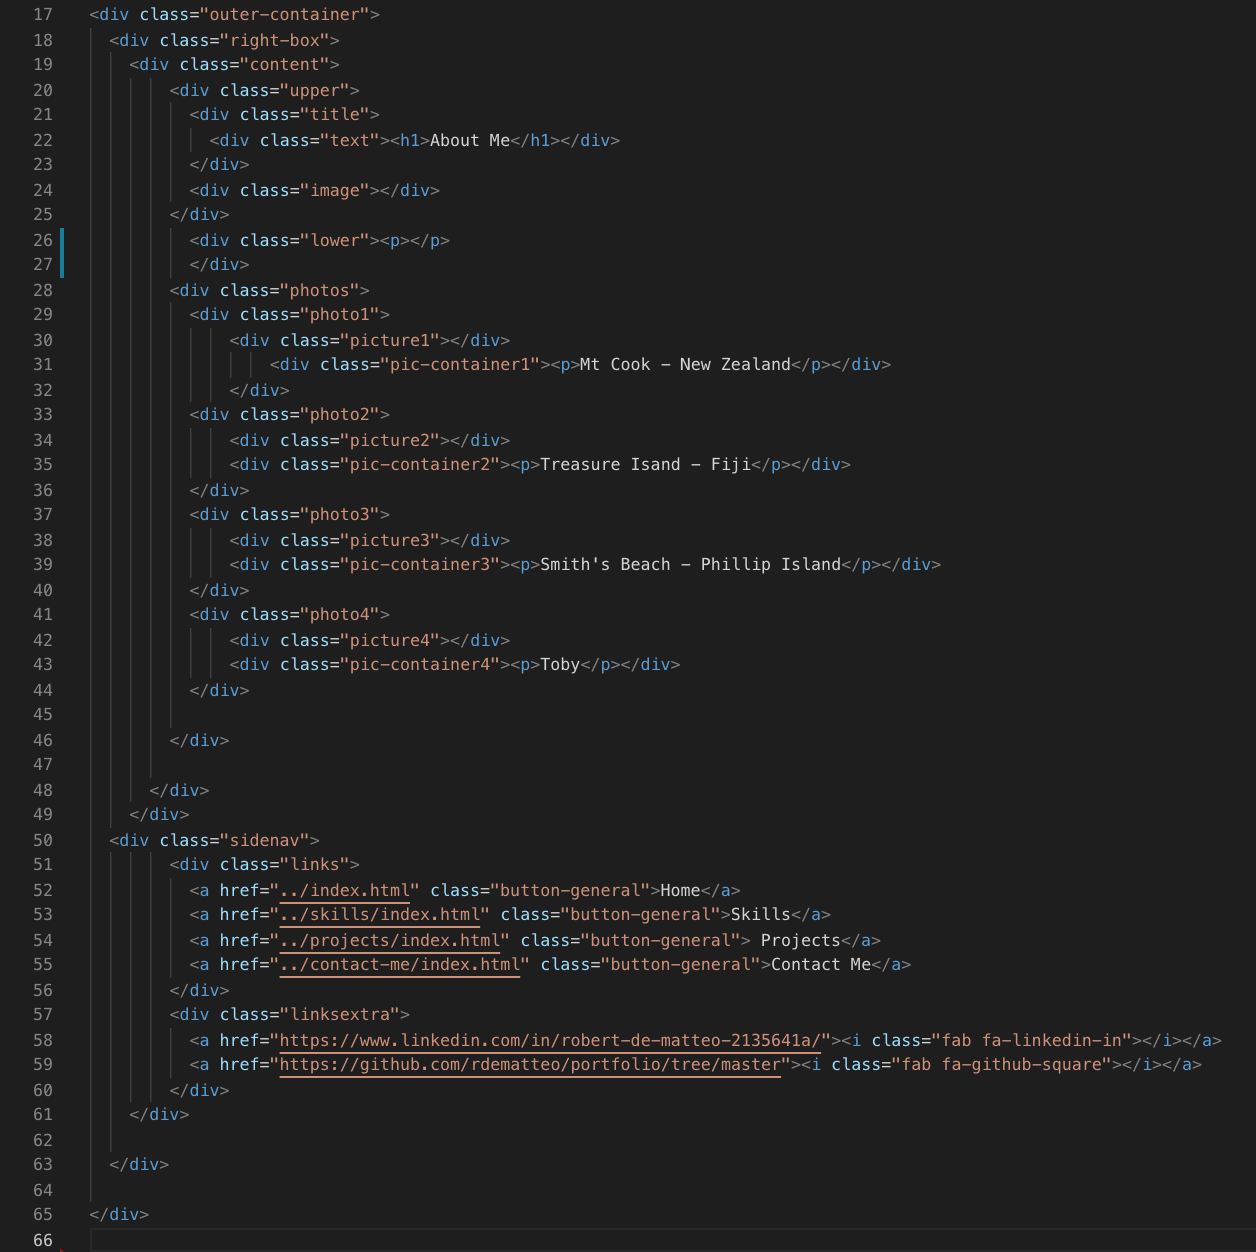 17 <div class="outer-container">
18 <div class="right-box">
19 <div class="content">
20 <div class="upper">
21 <div class="title">
22 <div class="text"><h1>About Me</h1></div>
23 </div>
24 <div class="image"></div>
25 </div>
26 <div class="lower"><p></p>
27 </div>
28 <div class="photos">
29 <div class="photo1">
30 <div class="picture1"></div>
31 <div class="pic-container1"><p>Mt Cook - New Zealand</p></div>
32 </div>
33 <div class="photo2">
34 <div class="picture2"></div>
35 <div class="pic-container2"><p>Treasure Isand - Fiji</p></div>
36 </div>
37 <div class="photo3">
38 <div class="picture3"></div>
39 <div class="pic-container3"><p>Smith's Beach - Phillip Island</p></div>
40 </div>
41 <div class="photo4">
42 <div class="picture4"></div>
43 <div class="pic-container4"><p>Toby</p></div>
44 </div>
45
46 </div>
47
48 </div>
49 </div>
50 <div class="sidenav">
51 <div class="links">
52 <a href="../index.html" class="button-general">Home</a>
53 <a href="../skills/index.html" class="button-general">Skills</a>
54 <a href="../projects/index.html" class="button-general"> Projects</a>
55 <a href="../contact-me/index.html" class="button-general">Contact Me</a>
56 </div>
57 <div class="linksextra">
58 <a href="https://www.linkedin.com/in/robert-de-matteo-2135641a/"><i class="fab fa-linkedin-in"></i></a>
59 <a href="https://github.com/rdematteo/portfolio/tree/master"><i class="fab fa-github-square"></i></a>
60 </div>
61 </div>
62
63 </div>
64
65 </div>
66